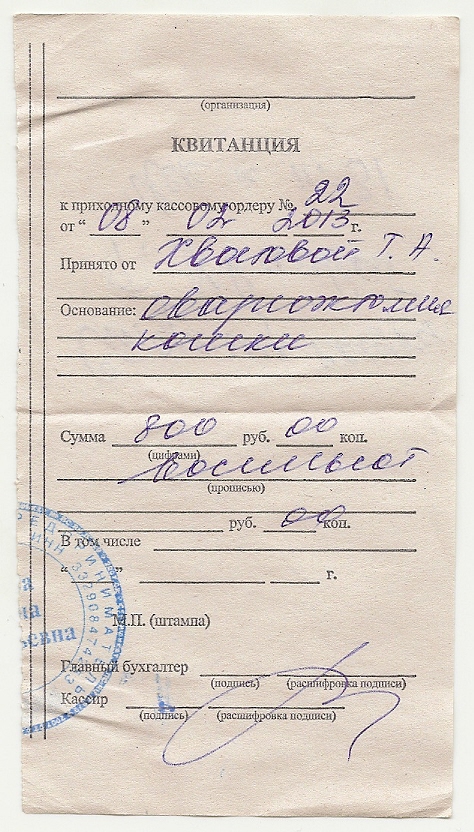 (организация)
КВИТАНЦИЯ
к приходному кассовому ордеру № 22
от “ 08 ” 02 2013 г.
Принято от Хватовой Т. А.
Основание: овариоэктомия
кошки
Сумма 800 руб. 00 коп.
(цифрами)
Восемьсот
(прописью)
руб. 00 коп.
В том числе
“ ” г.
М.П. (штампа)
Главный бухгалтер
(подпись) (расшифровка подписи)
Кассир
(подпись) (расшифровка подписи)